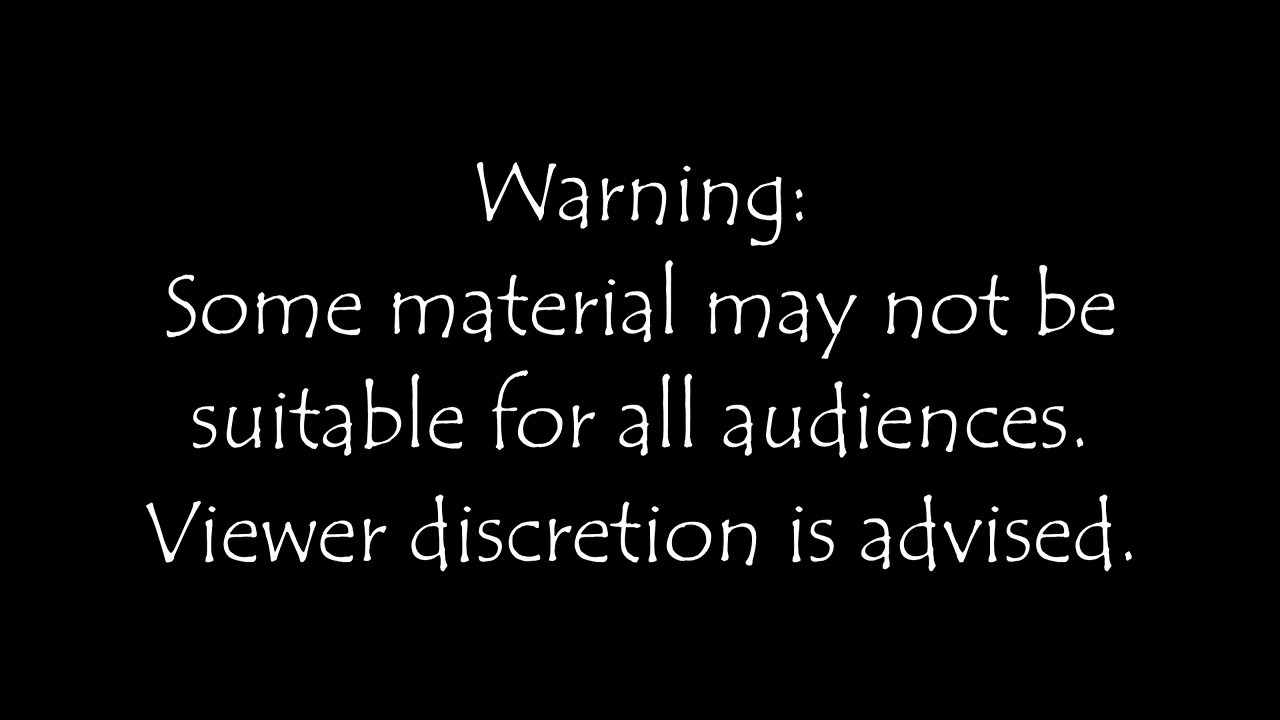 Warning:
Some material may not be
suitable for all audiences.
Viewer discretion is advised.